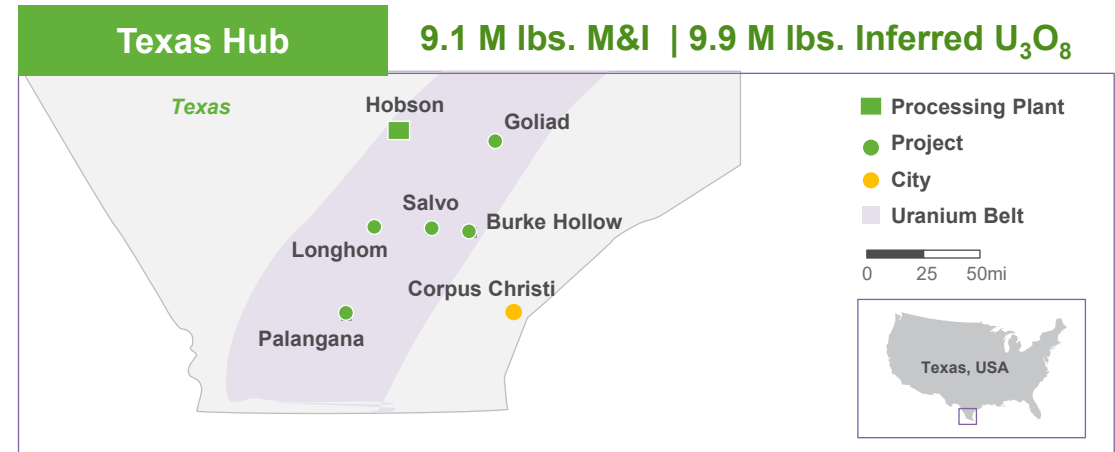 Texas Hub
9.1 M lbs. M&I | 9.9 M lbs. Inferred U₃O₈
Texas
Hobson
Goliad
Salvo
Burke Hollow
Longhom
Corpus Christi
Palangana
Processing Plant
Project
City
Uranium Belt
0 25 50mi
Texas, USA